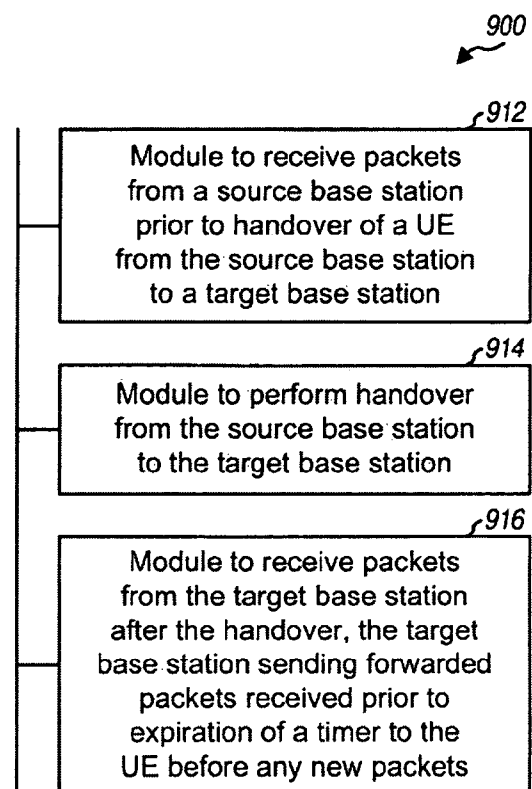 900
912
Module to receive packets
from a source base station
prior to handover of a UE
from the source base station
to a target base station
914
Module to perform handover
from the source base station
to the target base station
916
Module to receive packets
from the target base station
after the handover, the target
base station sending forwarded
packets received prior to
expiration of a timer to the
UE before any new packets